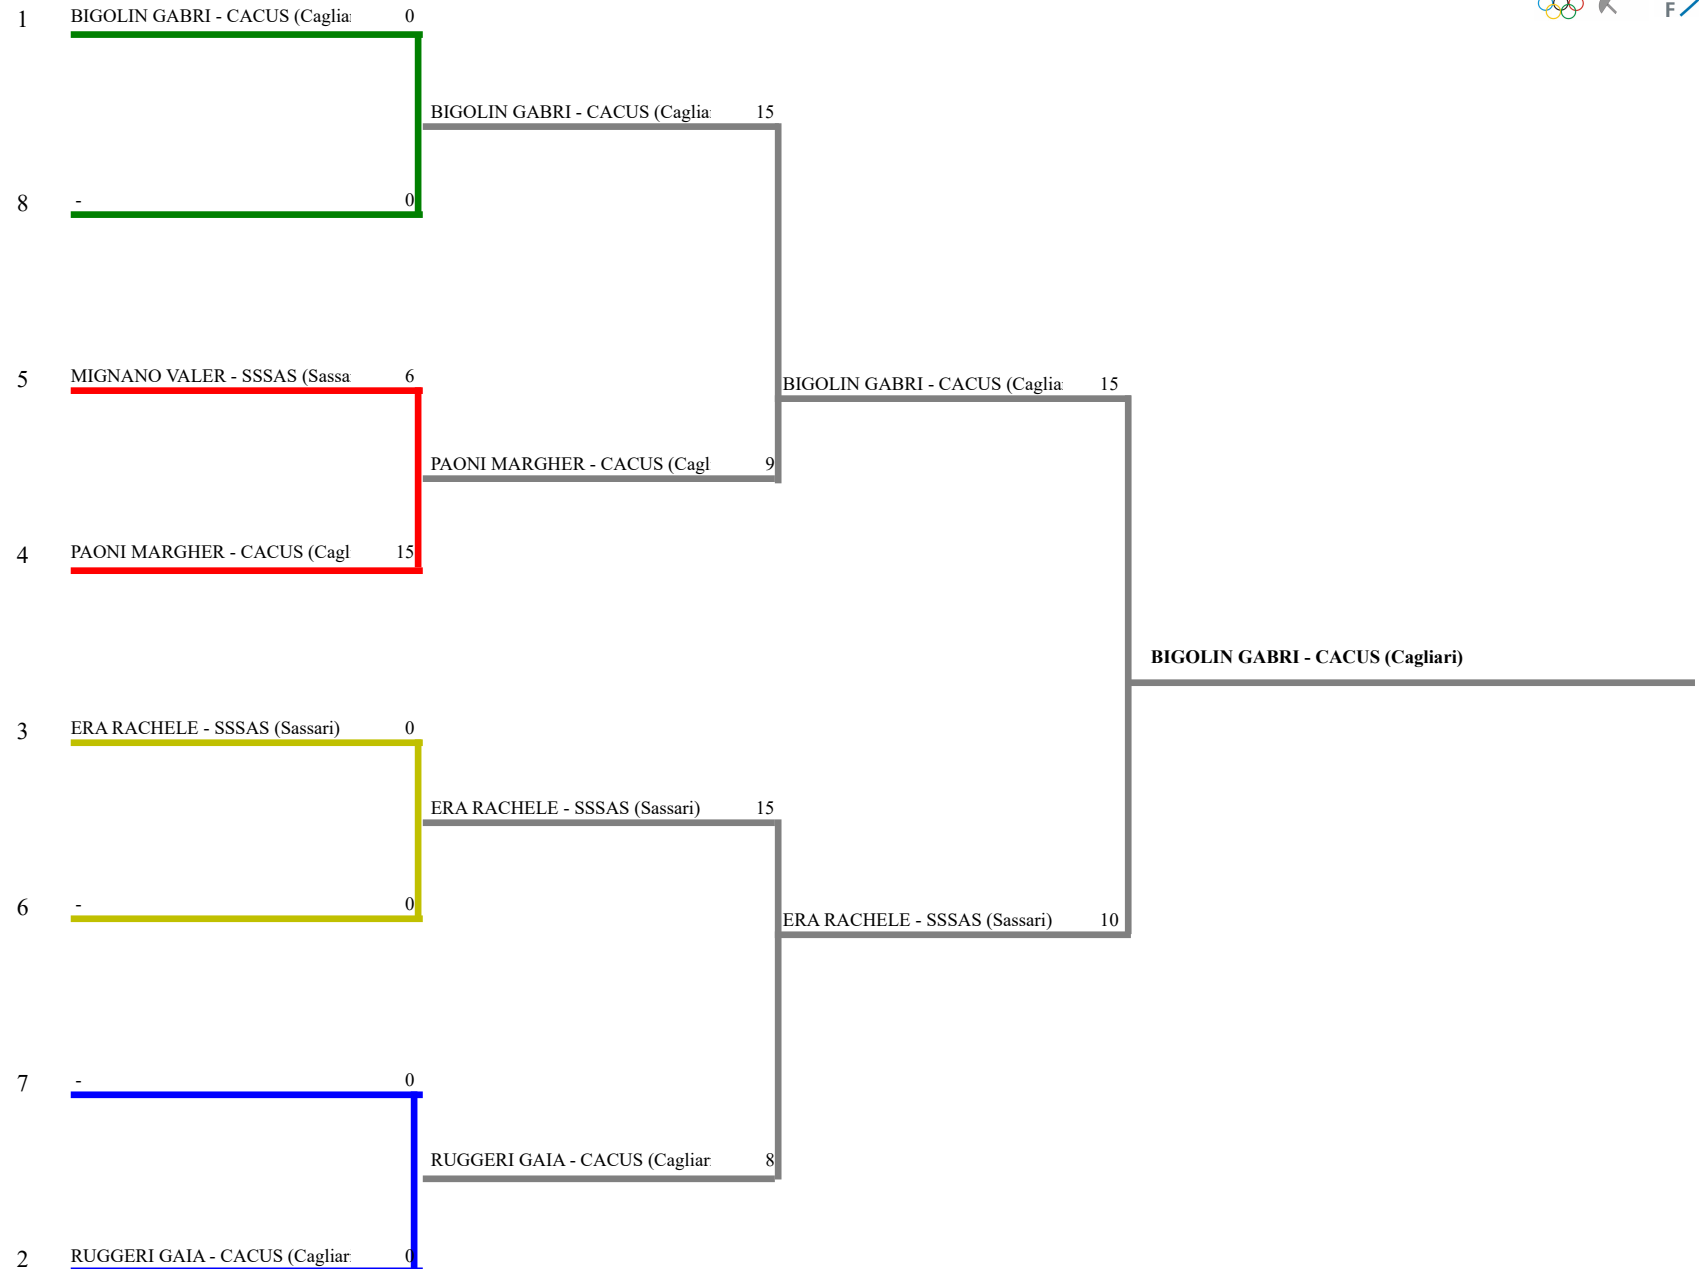 1 BIGOLIN GABRI - CACUS (Caglia 0
F
BIGOLIN GABRI - CACUS (Caglia 15
8 - 0
5 MIGNANO VALER - SSSAS (Sassa 6
BIGOLIN GABRI - CACUS (Caglia 15
PAONI MARGHER - CACUS (Cagl 9
4 PAONI MARGHER - CACUS (Cagl 15
BIGOLIN GABRI - CACUS (Cagliari)
3 ERA RACHELE - SSSAS (Sassari) 0
ERA RACHELE - SSSAS (Sassari) 15
6 - 0
ERA RACHELE - SSSAS (Sassari) 10
7 - 0
RUGGERI GAIA - CACUS (Cagliar 8
2 RUGGERI GAIA - CACUS (Cagliar 0